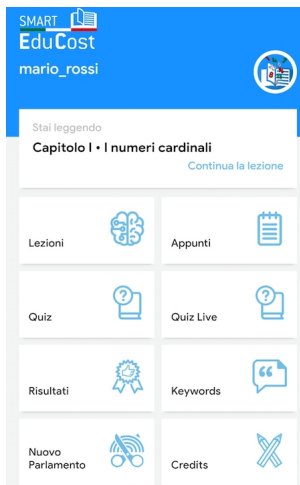 SMART
EduCost
mario_rossi
Stai leggendo
Capitolo I • I numeri cardinali
Continua la lezione
Lezioni
Appunti
Quiz
Quiz Live
Risultati
Keywords
Nuovo
Parlamento
Credits